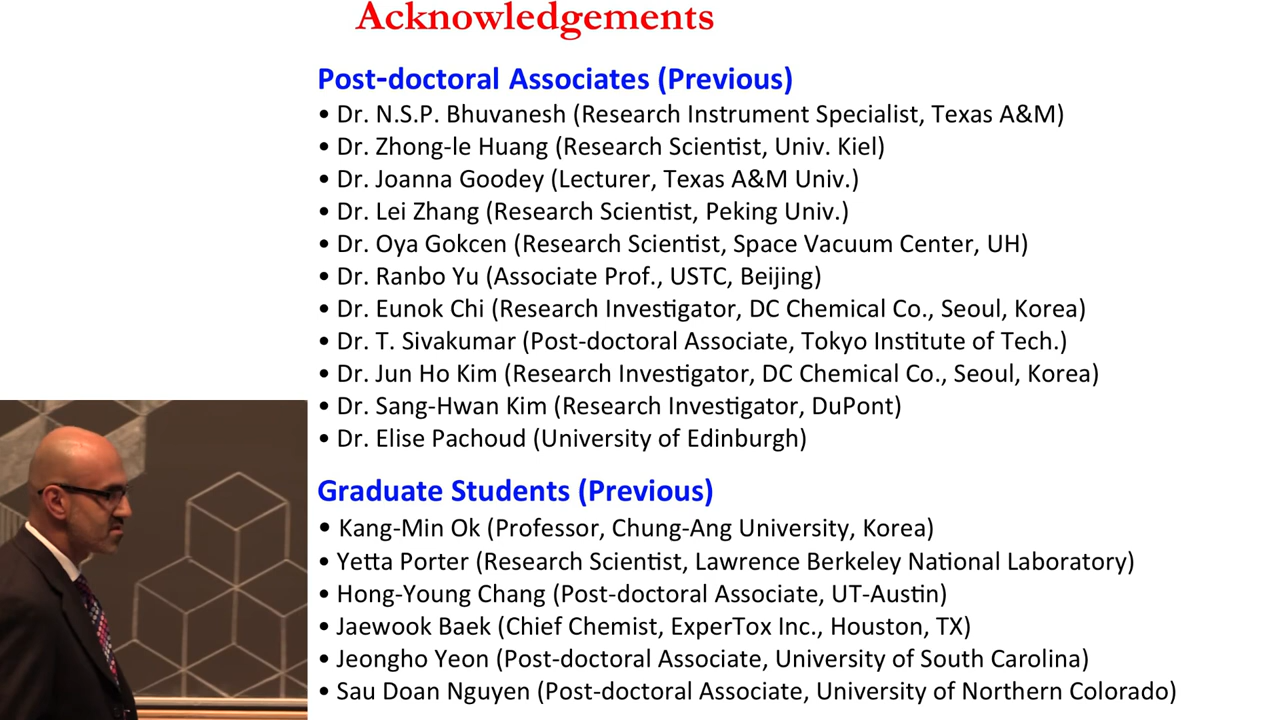 Acknowledgements
Post-doctoral Associates (Previous)
• Dr. N.S.P. Bhuvanesh (Research Instrument Specialist, Texas A&M)
• Dr. Zhong-le Huang (Research Scientist, Univ. Kiel)
• Dr. Joanna Goodey (Lecturer, Texas A&M Univ.)
• Dr. Lei Zhang (Research Scientist, Peking Univ.)
• Dr. Oya Gokcen (Research Scientist, Space Vacuum Center, UH)
• Dr. Ranbo Yu (Associate Prof., USTC, Beijing)
• Dr. Eunok Chi (Research Investigator, DC Chemical Co., Seoul, Korea)
• Dr. T. Sivakumar (Post-doctoral Associate, Tokyo Institute of Tech.)
• Dr. Jun Ho Kim (Research Investigator, DC Chemical Co., Seoul, Korea)
• Dr. Sang-Hwan Kim (Research Investigator, DuPont)
• Dr. Elise Pachoud (University of Edinburgh)
Graduate Students (Previous)
• Kang-Min Ok (Professor, Chung-Ang University, Korea)
• Yetta Porter (Research Scientist, Lawrence Berkeley National Laboratory)
• Hong-Young Chang (Post-doctoral Associate, UT-Austin)
• Jaewook Baek (Chief Chemist, ExperTox Inc., Houston, TX)
• Jeongho Yeon (Post-doctoral Associate, University of South Carolina)
• Sau Doan Nguyen (Post-doctoral Associate, University of Northern Colorado)